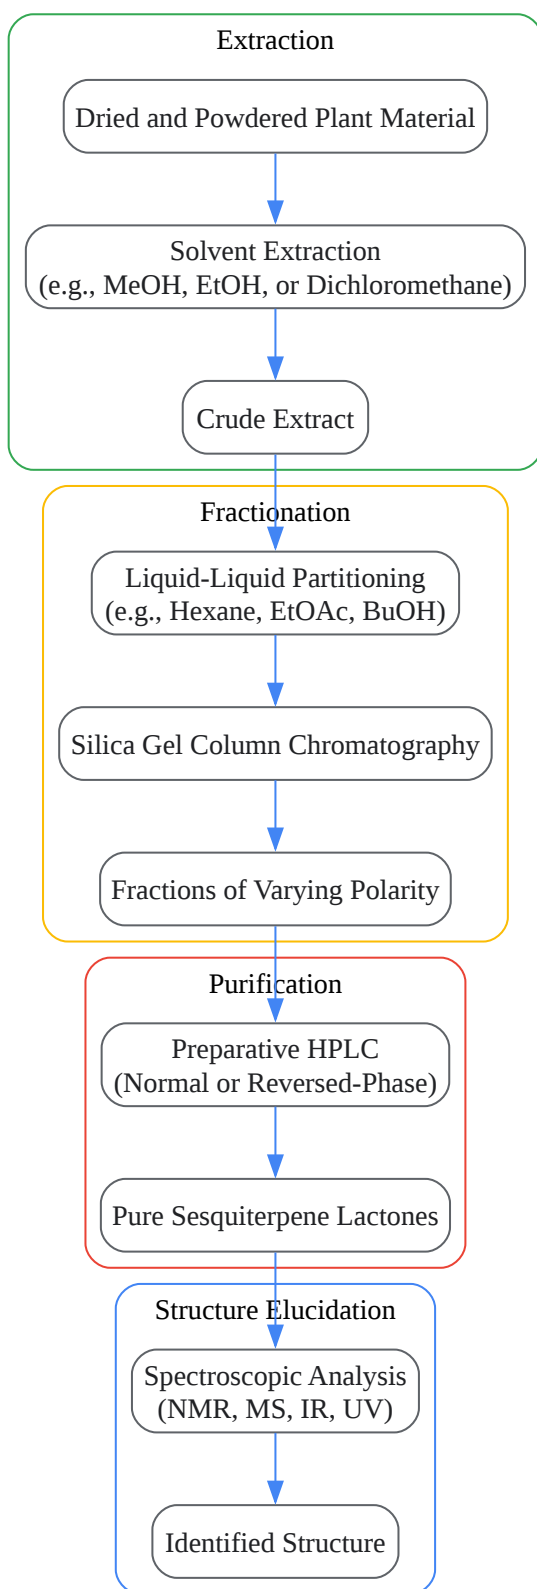 Extraction
Dried and Powdered Plant Material
Solvent Extraction
(e.g., MeOH, EtOH, or Dichloromethane)
Crude Extract
Fractionation
Liquid-Liquid Partitioning
(e.g., Hexane, EtOAc, BuOH)
Silica Gel Column Chromatography
Fractions of Varying Polarity
Purification
Preparative HPLC
(Normal or Reversed-Phase)
Pure Sesquiterpene Lactones
Structure Elucidation
Spectroscopic Analysis
(NMR, MS, IR, UV)
Identified Structure